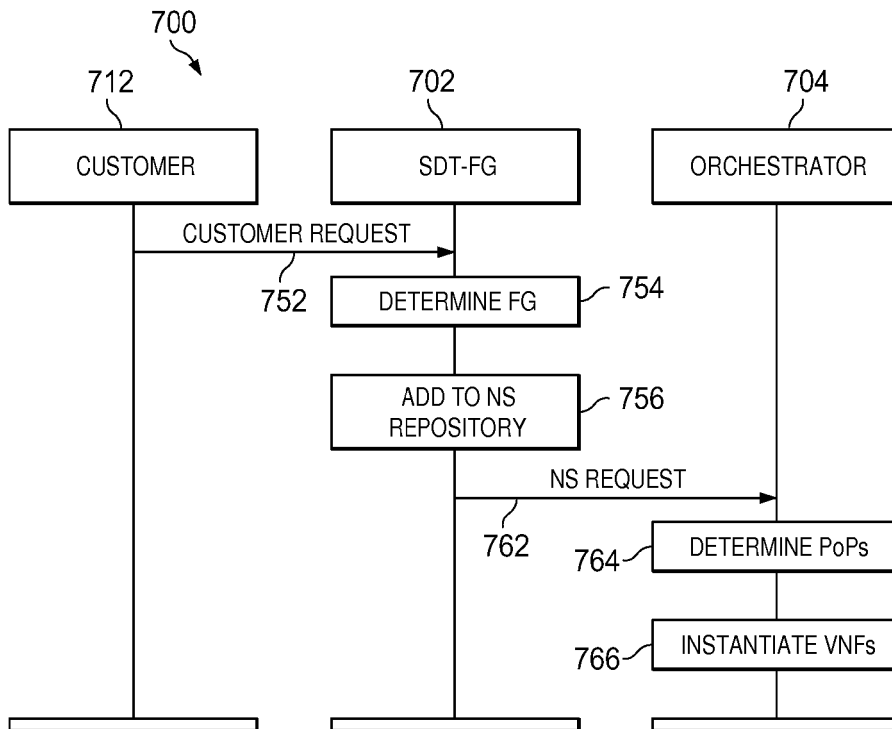 700
712
702
704
CUSTOMER
SDT-FG
ORCHESTRATOR
CUSTOMER REQUEST
752
DETERMINE FG
754
ADD TO NS
REPOSITORY
756
NS REQUEST
762
764
DETERMINE PoPs
766
INSTANTIATE VNFs